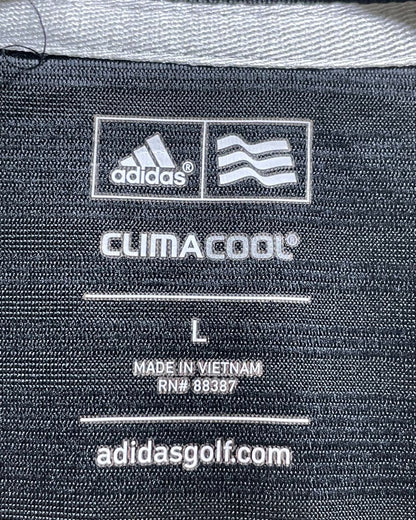 adidas®
CLIMACOOL®
L
MADE IN VIETNAM
RN# 88387
adidasgolf.com